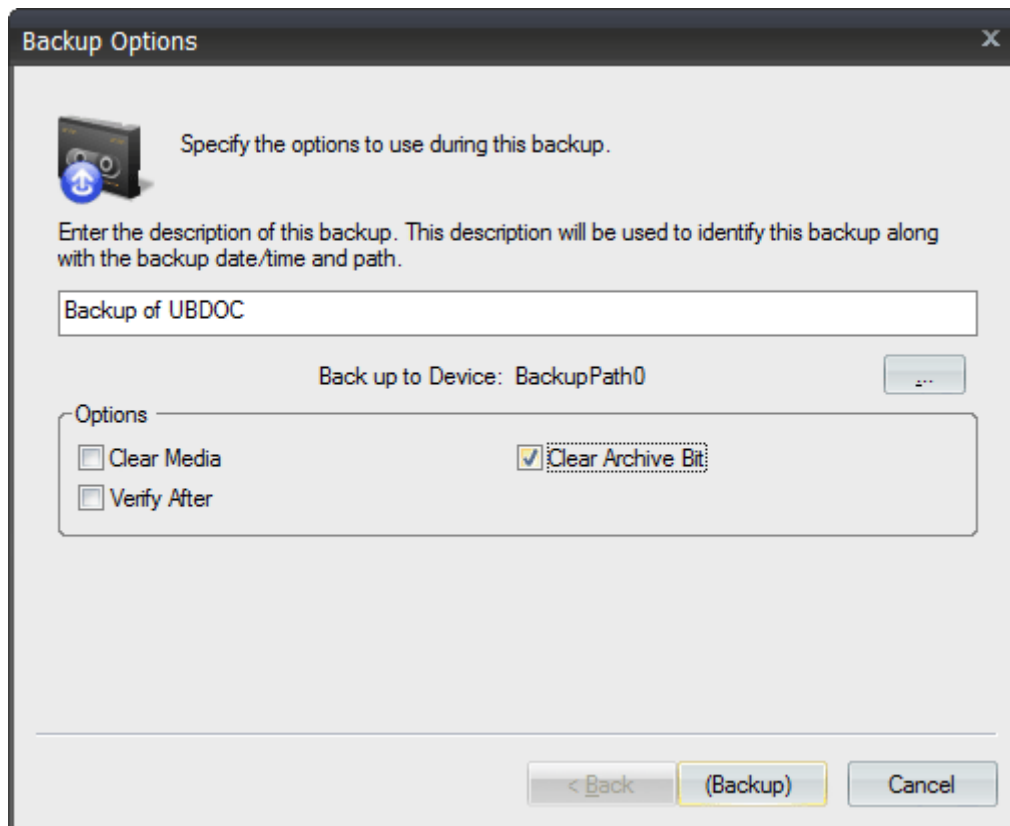 Backup Options
x
Specify the options to use during this backup.
Enter the description of this backup. This description will be used to identify this backup along
with the backup date/time and path.
Backup of UBDOC
Back up to Device: BackupPath0
...
Options
Clear Media
Clear Archive Bit
Verify After
< Back
(Backup)
Cancel